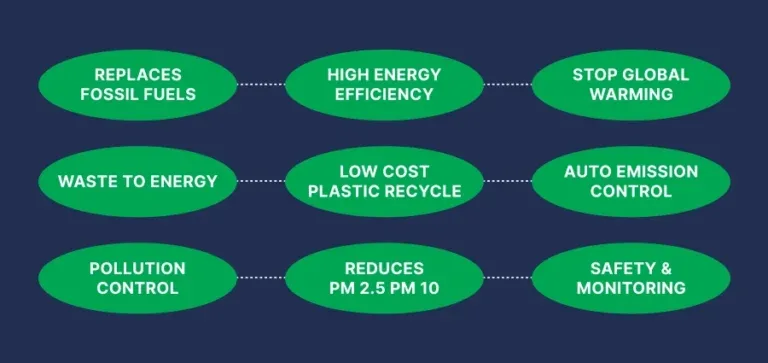 REPLACES
FOSSIL FUELS
HIGH ENERGY
EFFICIENCY
STOP GLOBAL
WARMING
WASTE TO ENERGY
LOW COST
PLASTIC RECYCLE
AUTO EMISSION
CONTROL
POLLUTION
CONTROL
REDUCES
PM 2.5 PM 10
SAFETY &
MONITORING